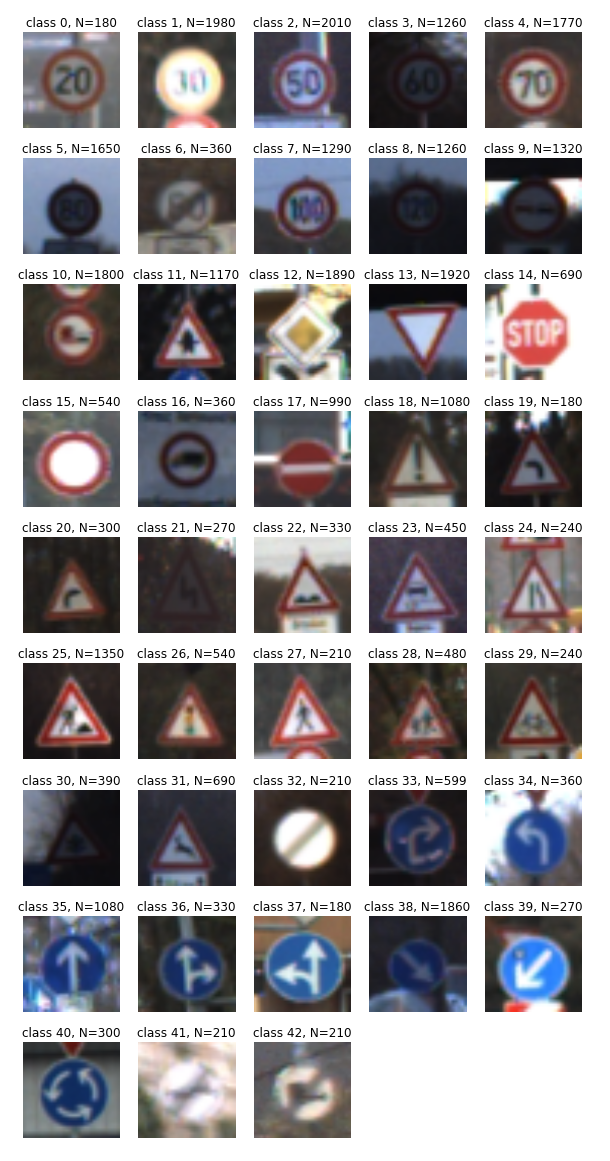 class 0, N=180 class 1, N=1980 class 2, N=2010 class 3, N=1260 class 4, N=1770
20 30 50 60 70
class 5, N=1650 class 6, N=360 class 7, N=1290 class 8, N=1260 class 9, N=1320
80 80 100 120
class 10, N=1800 class 11, N=1170 class 12, N=1890 class 13, N=1920 class 14, N=690
STOP
class 15, N=540 class 16, N=360 class 17, N=990 class 18, N=1080 class 19, N=180
class 20, N=300 class 21, N=270 class 22, N=330 class 23, N=450 class 24, N=240
class 25, N=1350 class 26, N=540 class 27, N=210 class 28, N=480 class 29, N=240
class 30, N=390 class 31, N=690 class 32, N=210 class 33, N=599 class 34, N=360
class 35, N=1080 class 36, N=330 class 37, N=180 class 38, N=1860 class 39, N=270
class 40, N=300 class 41, N=210 class 42, N=210